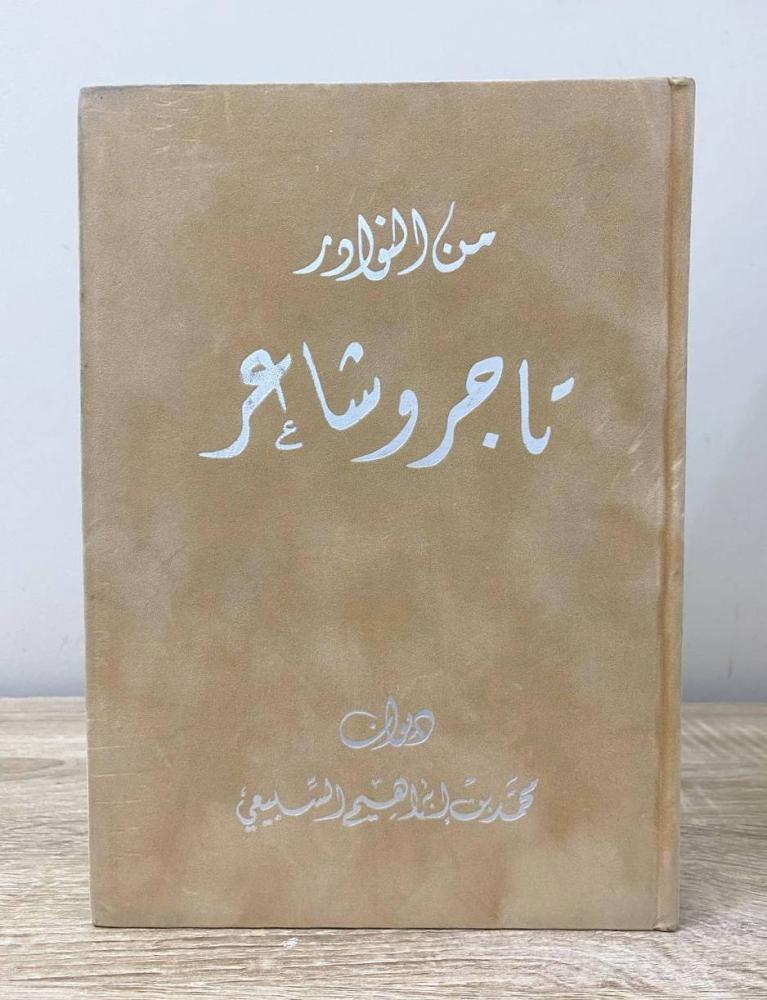 من النوادر
تاجر وشاعر
ديوان
محمد بن إبراهيم السبيعي